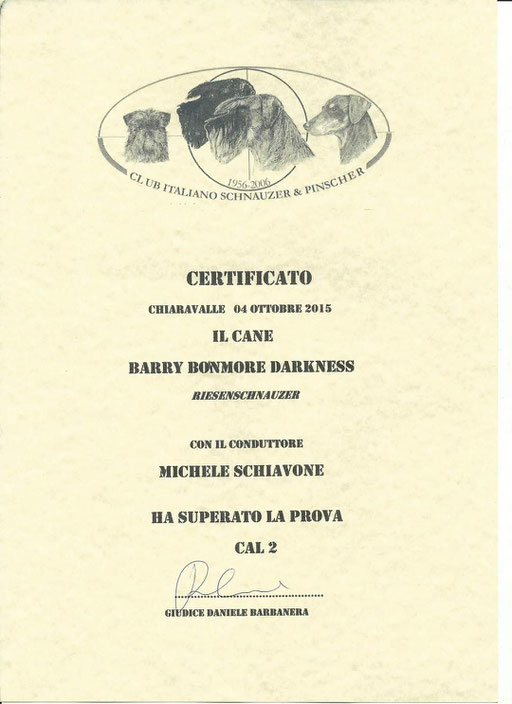 1956-2006
CLUB ITALIANO SCHNAUZER & PINSCHER
CERTIFICATO
CHIARAVALLE 04 OTTOBRE 2015
IL CANE
BARRY BONMORE DARKNESS
RIESENSCHNAUZER
CON IL CONDUTTORE
MICHELE SCHIAVONE
HA SUPERATO LA PROVA
CAL 2
GIUDICE DANIELE BARBANERA